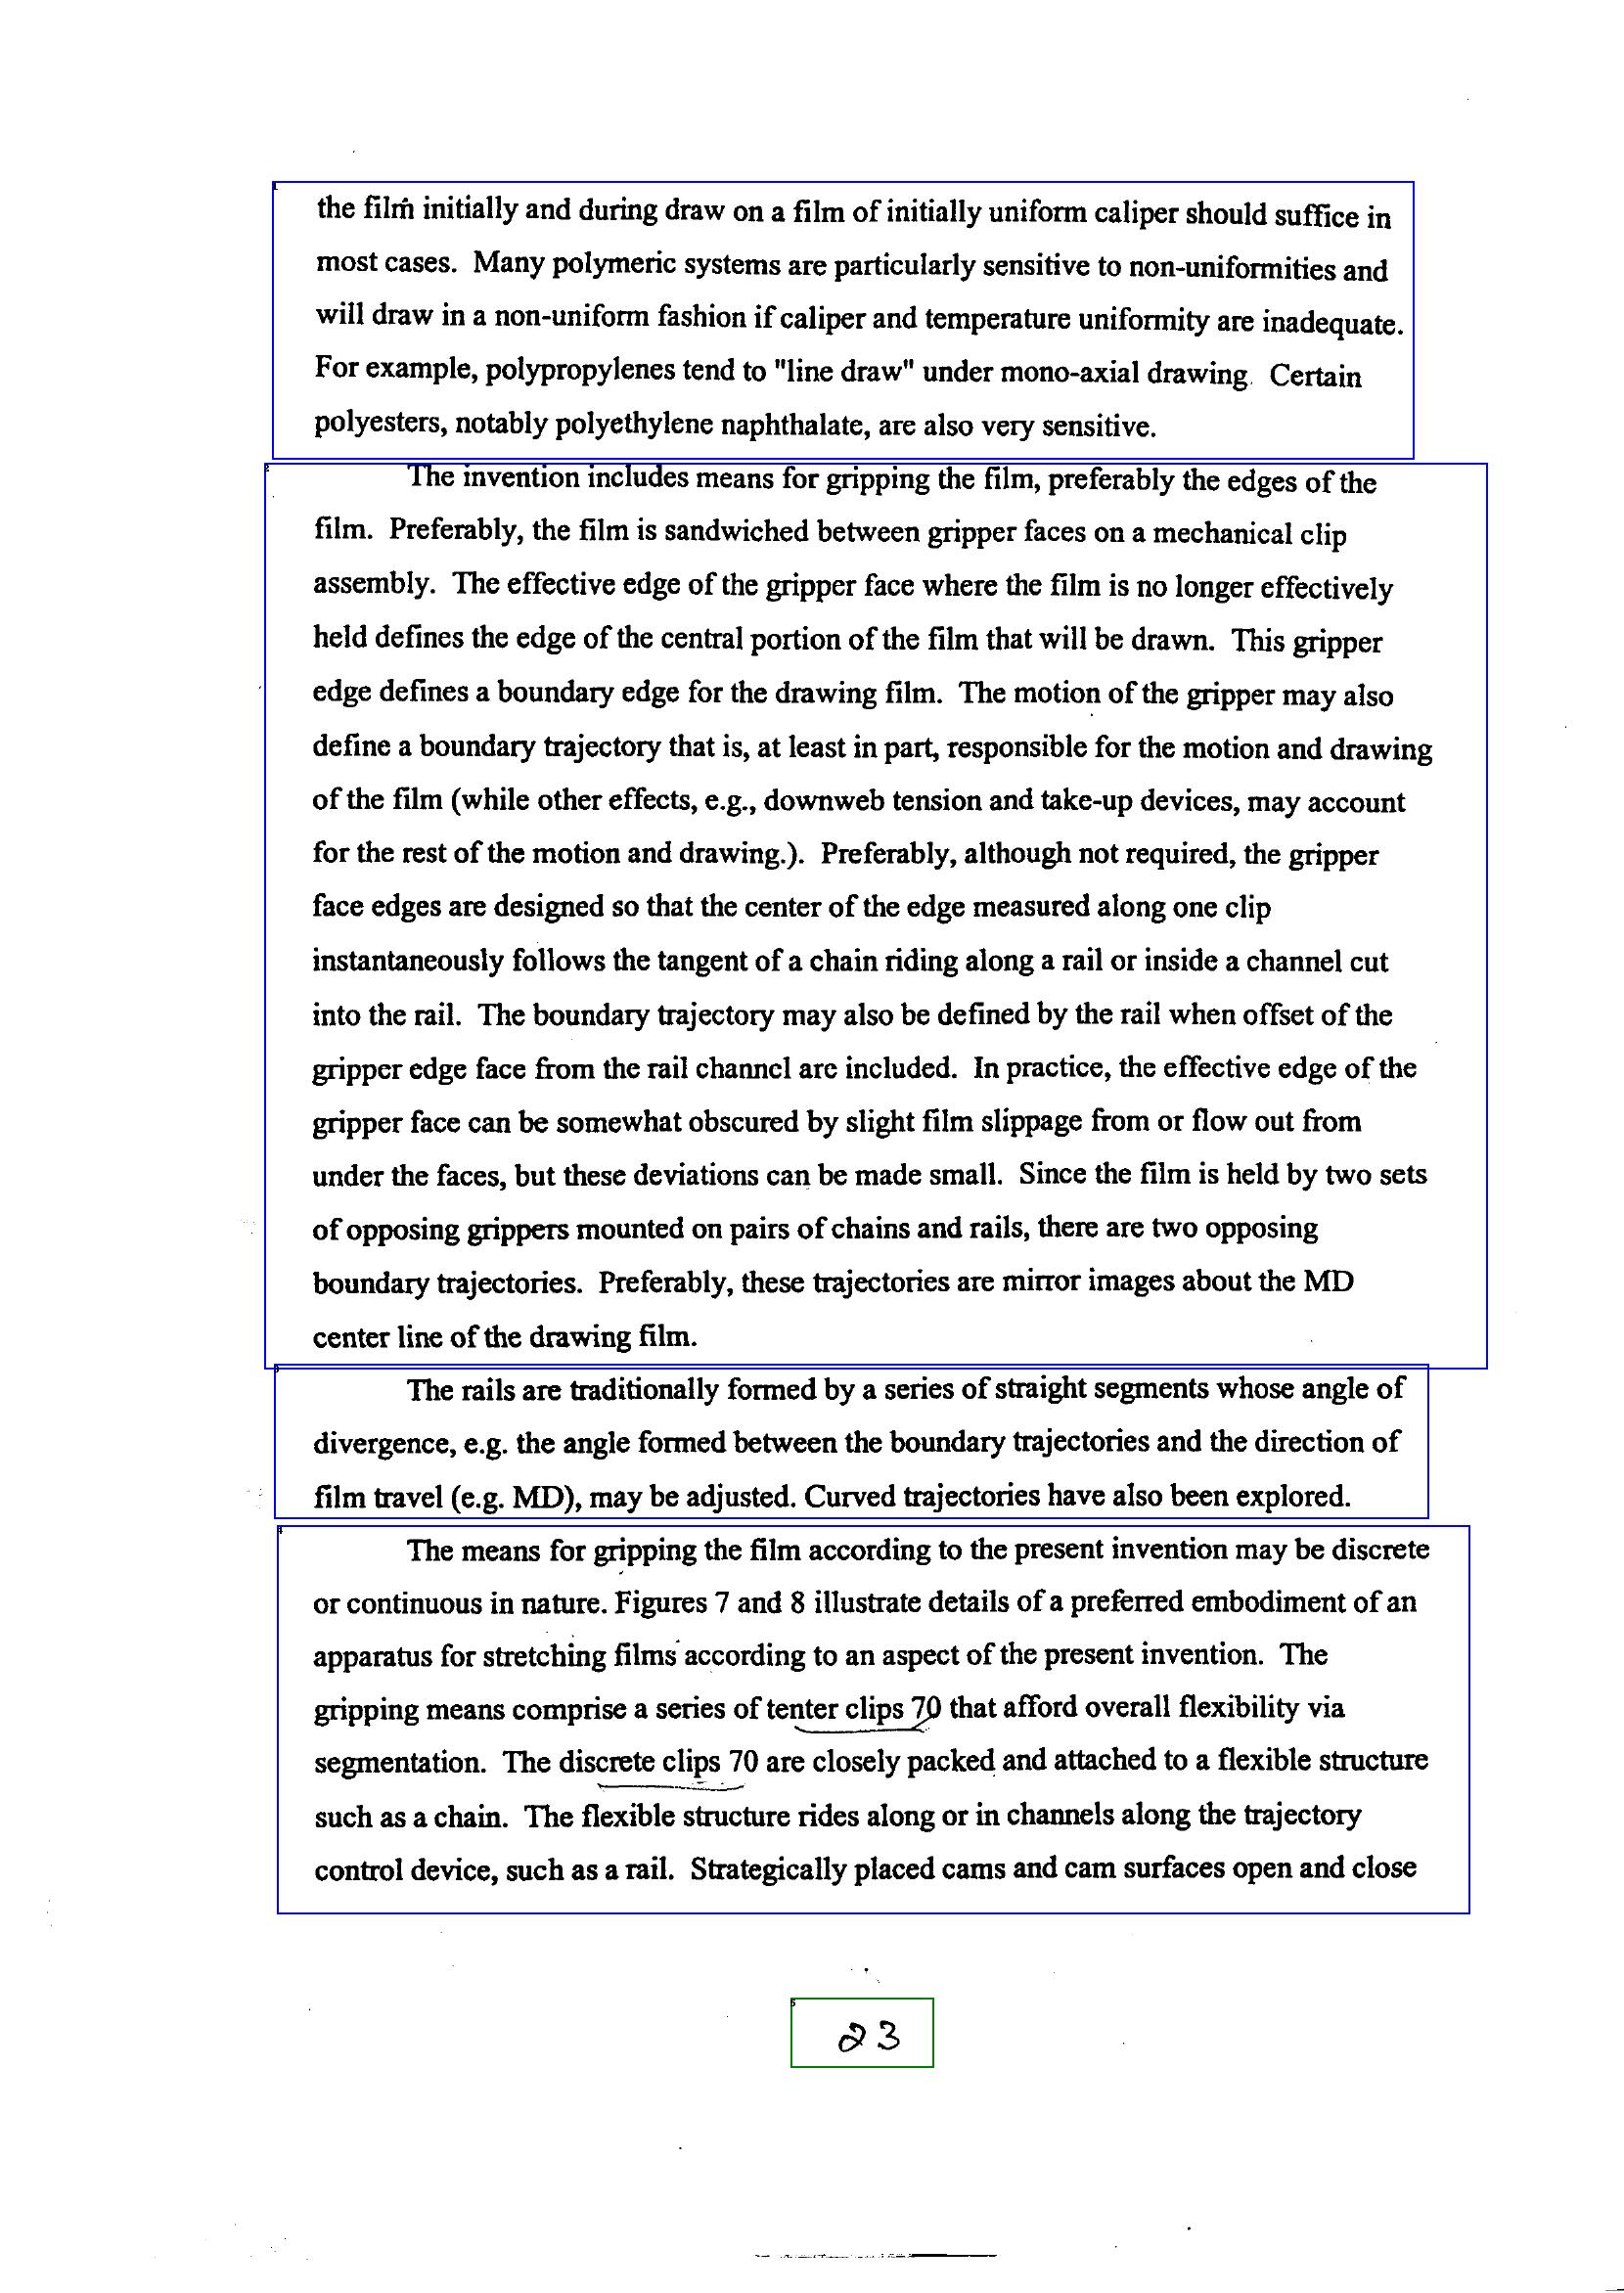 the film initially and during draw on a film of initially uniform caliper should suffice in
most cases.  Many polymeric systems are particularly sensitive to non-uniformities and
will draw in a non-uniform fashion if caliper and temperature uniformity are inadequate.
For example, polypropylenes tend to "line draw" under mono-axial drawing.  Certain
polyesters, notably polyethylene naphthalate, are also very sensitive.
The invention includes means for gripping the film, preferably the edges of the
film.  Preferably, the film is sandwiched between gripper faces on a mechanical clip
assembly.  The effective edge of the gripper face where the film is no longer effectively
held defines the edge of the central portion of the film that will be drawn.  This gripper
edge defines a boundary edge for the drawing film.  The motion of the gripper may also
define a boundary trajectory that is, at least in part, responsible for the motion and drawing
of the film (while other effects, e.g., downweb tension and take-up devices, may account
for the rest of the motion and drawing.).  Preferably, although not required, the gripper
face edges are designed so that the center of the edge measured along one clip
instantaneously follows the tangent of a chain riding along a rail or inside a channel cut
into the rail.  The boundary trajectory may also be defined by the rail when offset of the
gripper edge face from the rail channel are included.  In practice, the effective edge of the
gripper face can be somewhat obscured by slight film slippage from or flow out from
under the faces, but these deviations can be made small.  Since the film is held by two sets
of opposing grippers mounted on pairs of chains and rails, there are two opposing
boundary trajectories.  Preferably, these trajectories are mirror images about the MD
center line of the drawing film.
The rails are traditionally formed by a series of straight segments whose angle of
divergence, e.g. the angle formed between the boundary trajectories and the direction of
film travel (e.g. MD), may be adjusted. Curved trajectories have also been explored.
The means for gripping the film according to the present invention may be discrete
or continuous in nature. Figures 7 and 8 illustrate details of a preferred embodiment of an
apparatus for stretching films according to an aspect of the present invention.  The
gripping means comprise a series of tenter clips 70 that afford overall flexibility via
segmentation.  The discrete clips 70 are closely packed and attached to a flexible structure
such as a chain.  The flexible structure rides along or in channels along the trajectory
control device, such as a rail.  Strategically placed cams and cam surfaces open and close
23